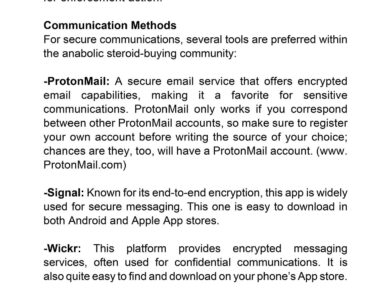 for enforcement action.
Communication Methods
For secure communications, several tools are preferred within
the anabolic steroid-buying community:
-ProtonMail: A secure email service that offers encrypted
email capabilities, making it a favorite for sensitive
communications. ProtonMail only works if you correspond
between other ProtonMail accounts, so make sure to register
your own account before writing the source of your choice;
chances are they, too, will have a ProtonMail account. (www.
ProtonMail.com)
-Signal: Known for its end-to-end encryption, this app is widely
used for secure messaging. This one is easy to download in
both Android and Apple App stores.
-Wickr: This platform provides encrypted messaging
services, often used for confidential communications. It is
also quite easy to find and download on your phone’s App store.